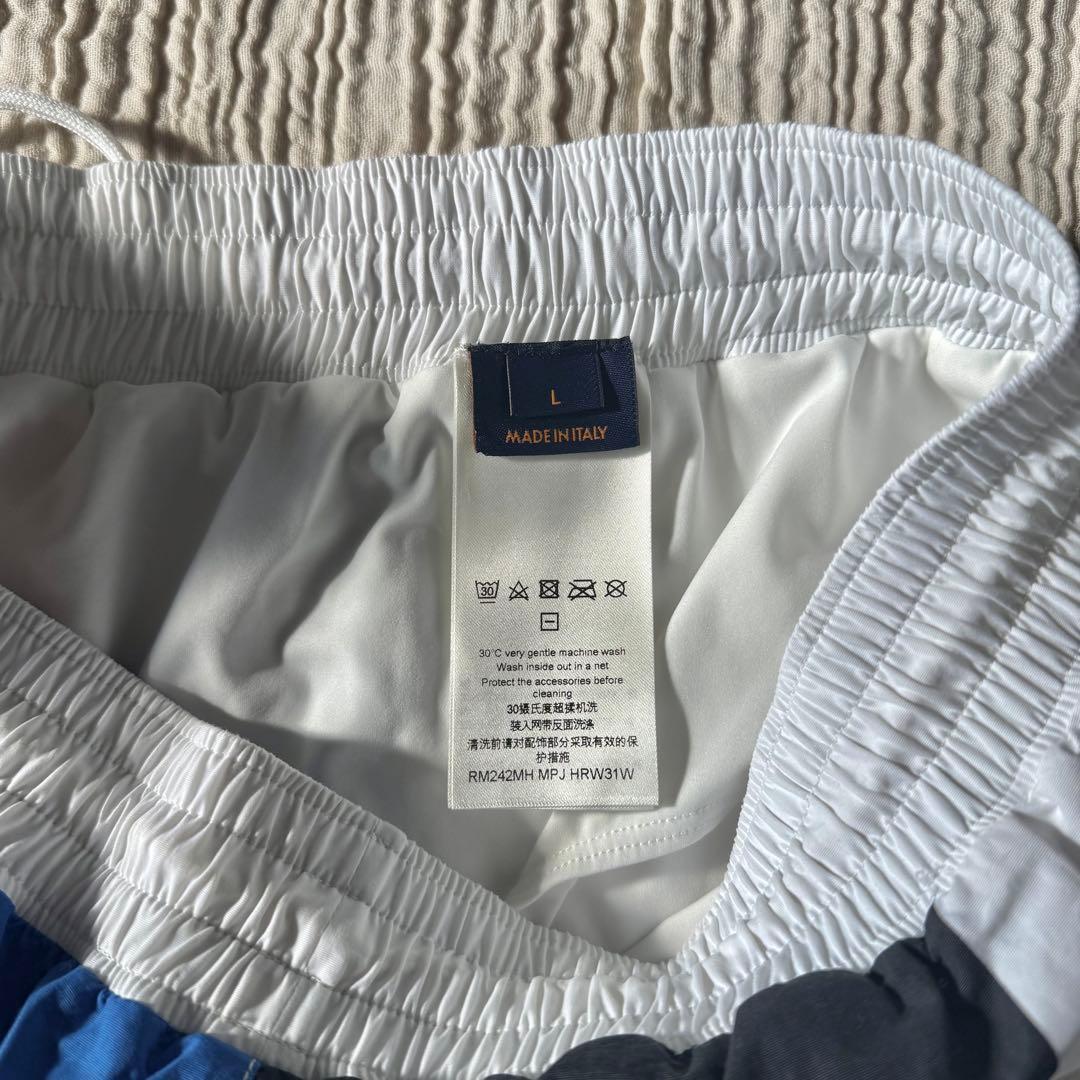 L
MADE IN ITALY
30
30°C very gentle machine wash
Wash inside out in a net
Protect the accessories before
cleaning
30摄氏度超揉机洗
装入网带反面洗涤
清洗前请对配饰部分采取有效的保
护措施
RM242MH MPJ HRW31W